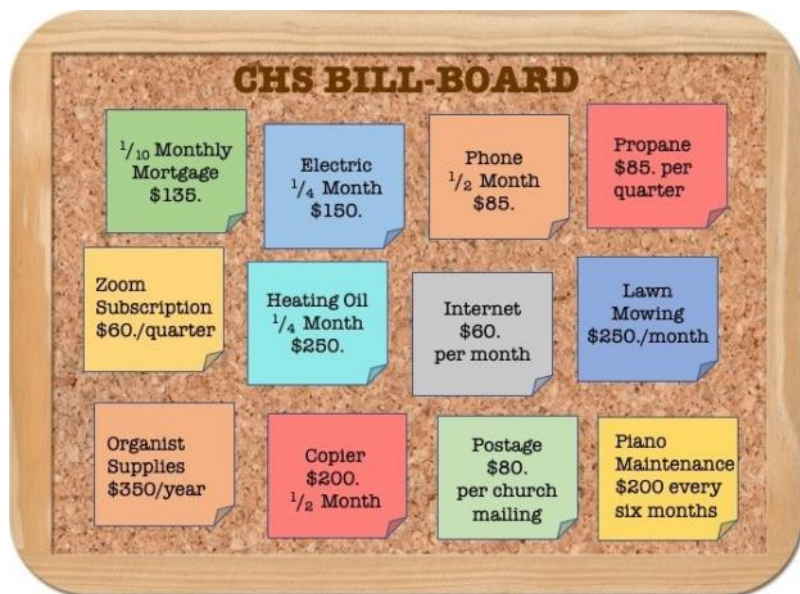 CHS BILL-BOARD
1/10 Monthly
Mortgage
$135.
Electric
1/4 Month
$150.
Phone
1/2 Month
$85.
Propane
$85. per
quarter
Zoom
Subscription
$60./quarter
Heating Oil
1/4 Month
$250.
Internet
$60.
per month
Lawn
Mowing
$250./month
Organist
Supplies
$350/year
Copier
$200.
1/2 Month
Postage
$80.
per church
mailing
Piano
Maintenance
$200 every
six months